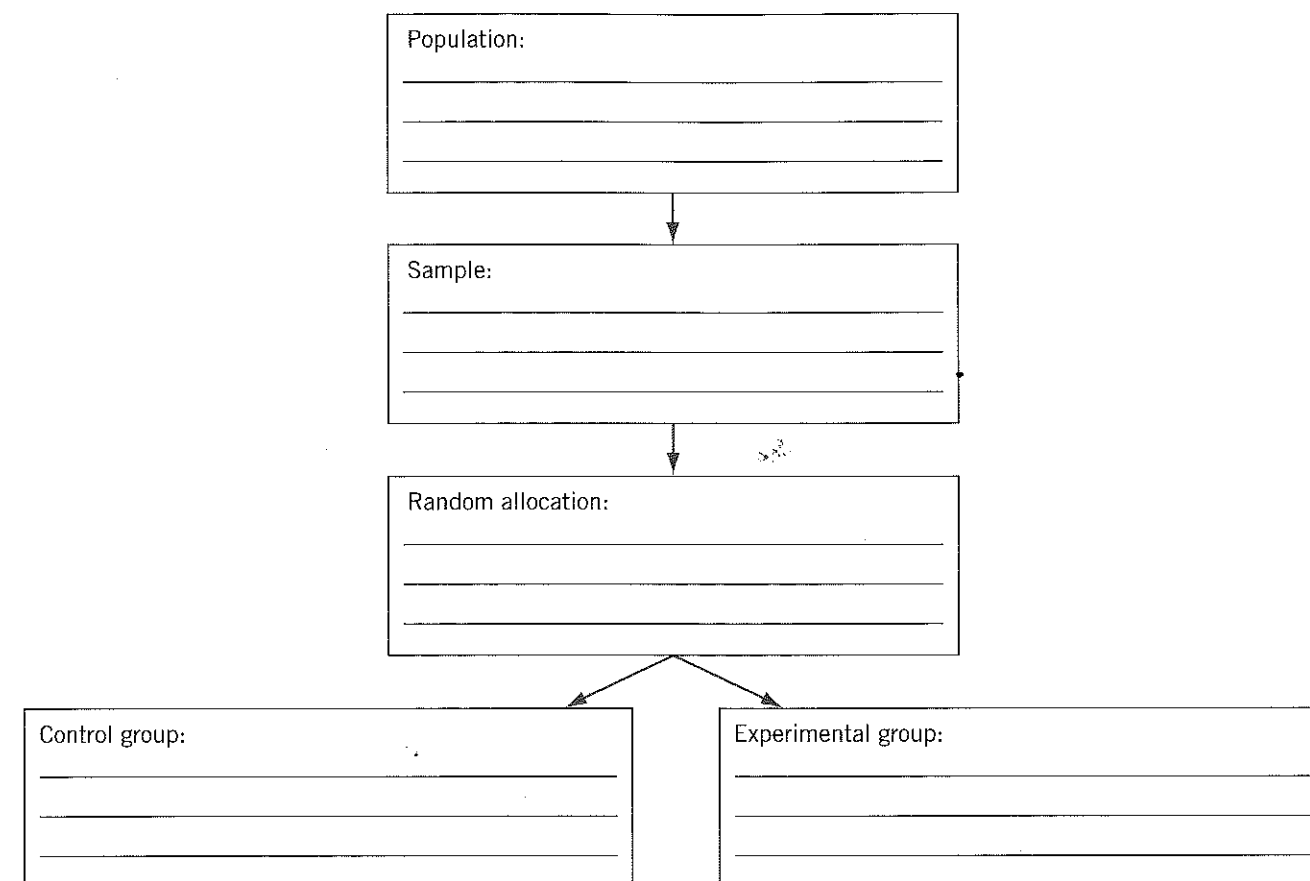 Population:
Sample:
Random allocation:
Control group:
Experimental group: